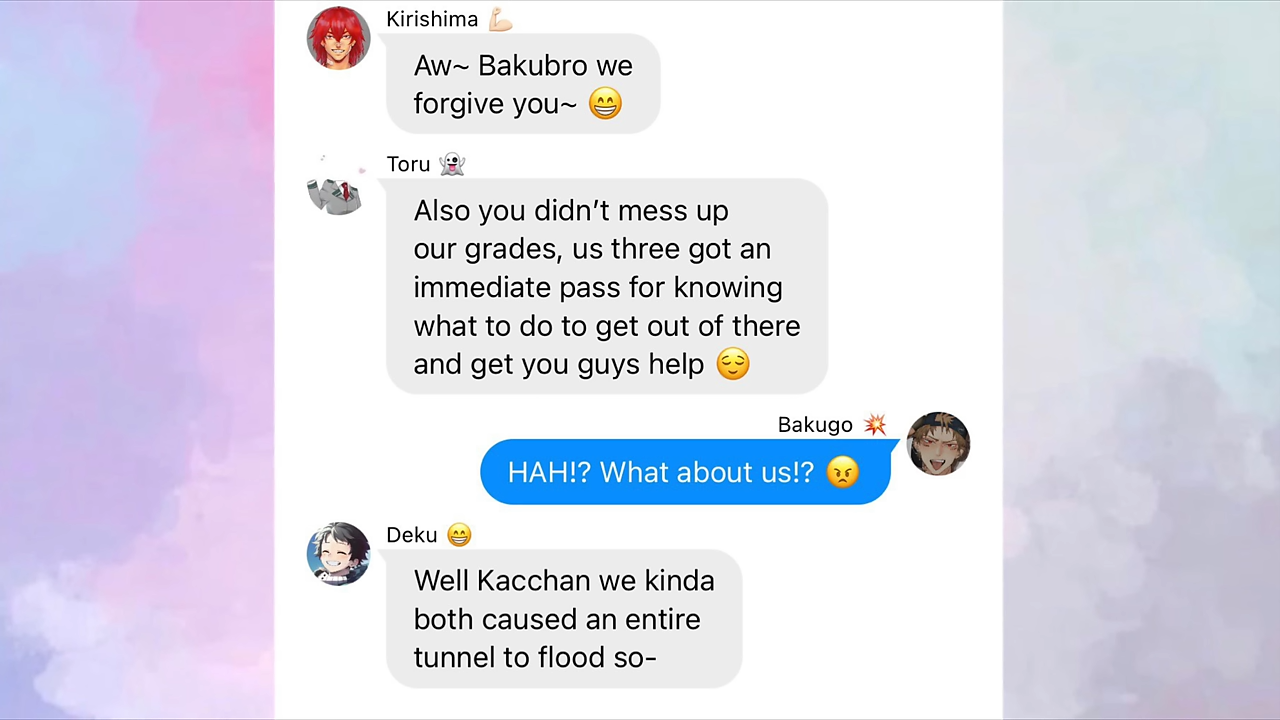 Kirishima 💪🏻
Aw~ Bakubro we
forgive you~ 😁
Toru 👻
Also you didn’t mess up
our grades, us three got an
immediate pass for knowing
what to do to get out of there
and get you guys help 😌
Bakugo 💥
HAH!? What about us!? 😠
Deku 😁
Well Kacchan we kinda
both caused an entire
tunnel to flood so-